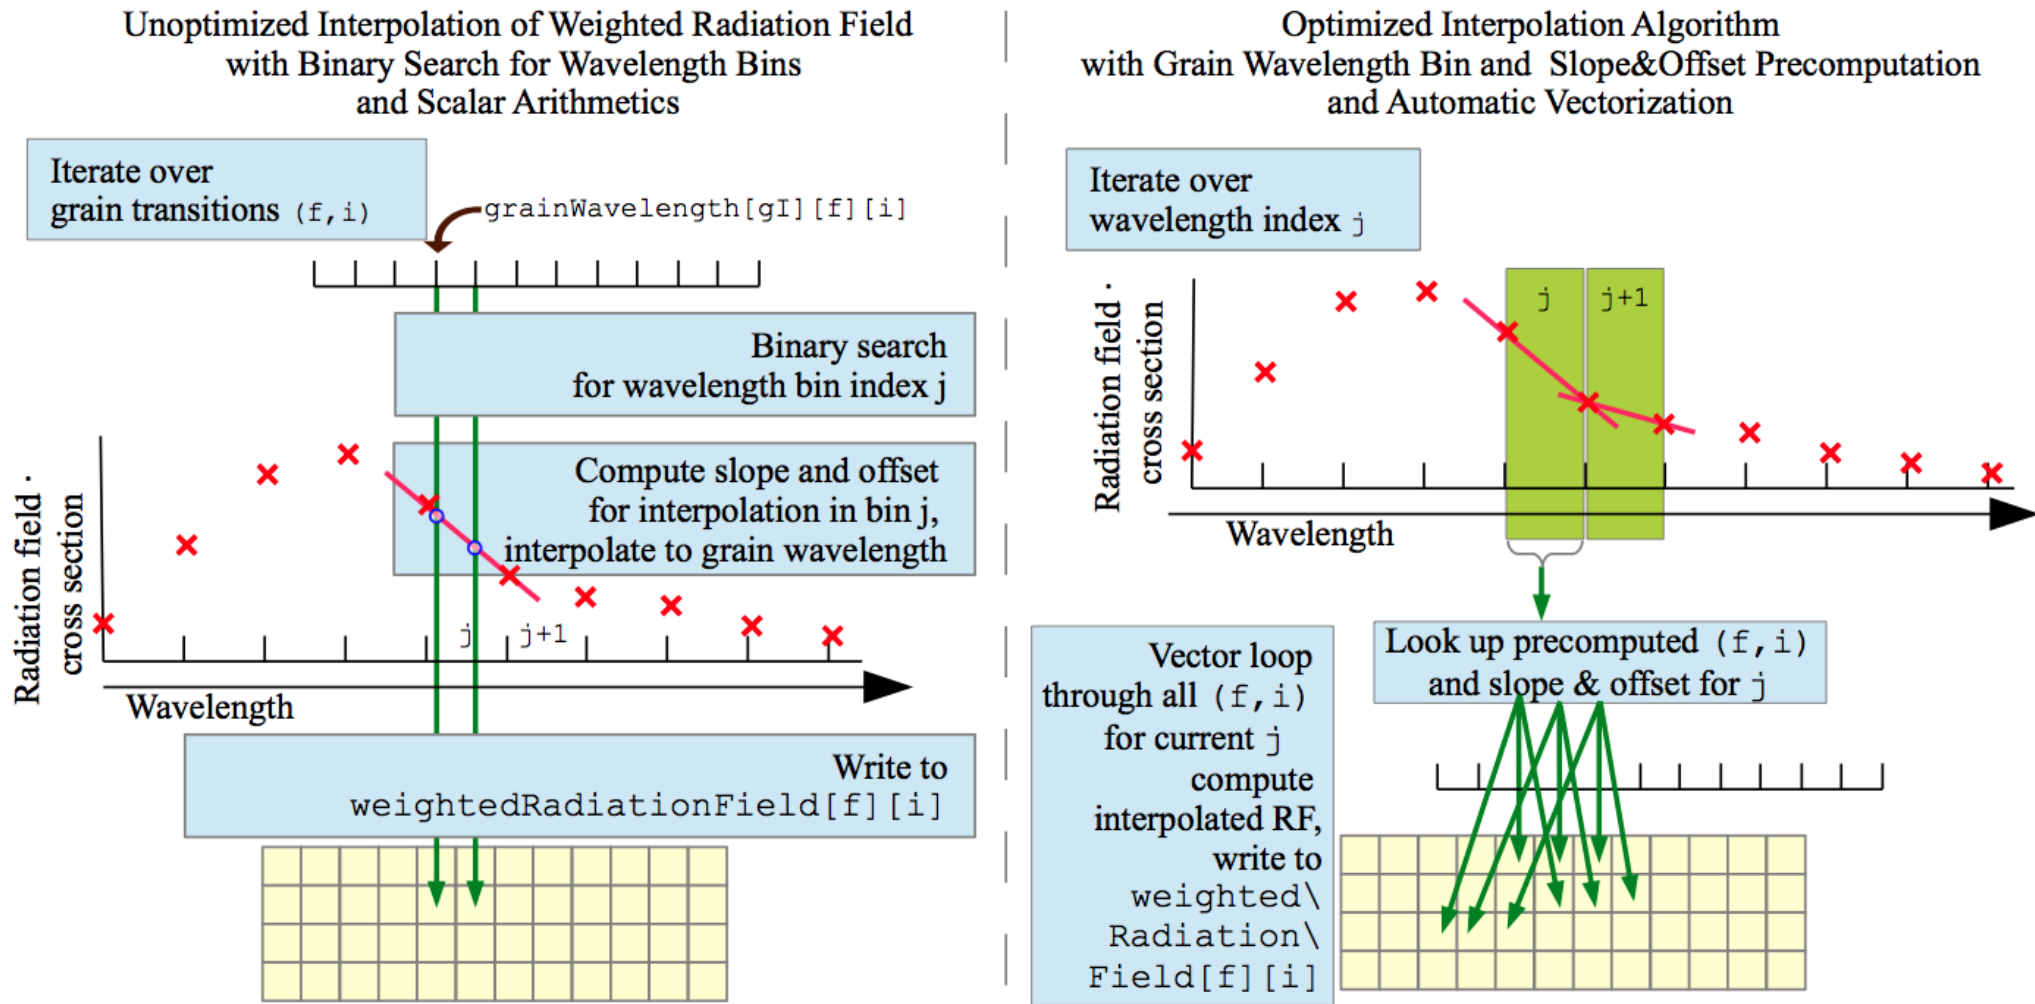 Unoptimized Interpolation of Weighted Radiation Field
with Binary Search for Wavelength Bins
and Scalar Arithmetics
Iterate over
grain transitions (f,i)
grainWavelength[gI][f][i]
Binary search
for wavelength bin index j
Compute slope and offset
for interpolation in bin j,
interpolate to grain wavelength
Radiation field ·
cross section
j
j+1
Wavelength
Write to
weightedRadiationField[f][i]
Optimized Interpolation Algorithm
with Grain Wavelength Bin and Slope&Offset Precomputation
and Automatic Vectorization
Iterate over
wavelength index j
Radiation field ·
cross section
j
j+1
Wavelength
Look up precomputed (f,i)
and slope & offset for j
Vector loop
through all (f,i)
for current j
compute
interpolated RF,
write to
weighted\
Radiation\
Field[f][i]